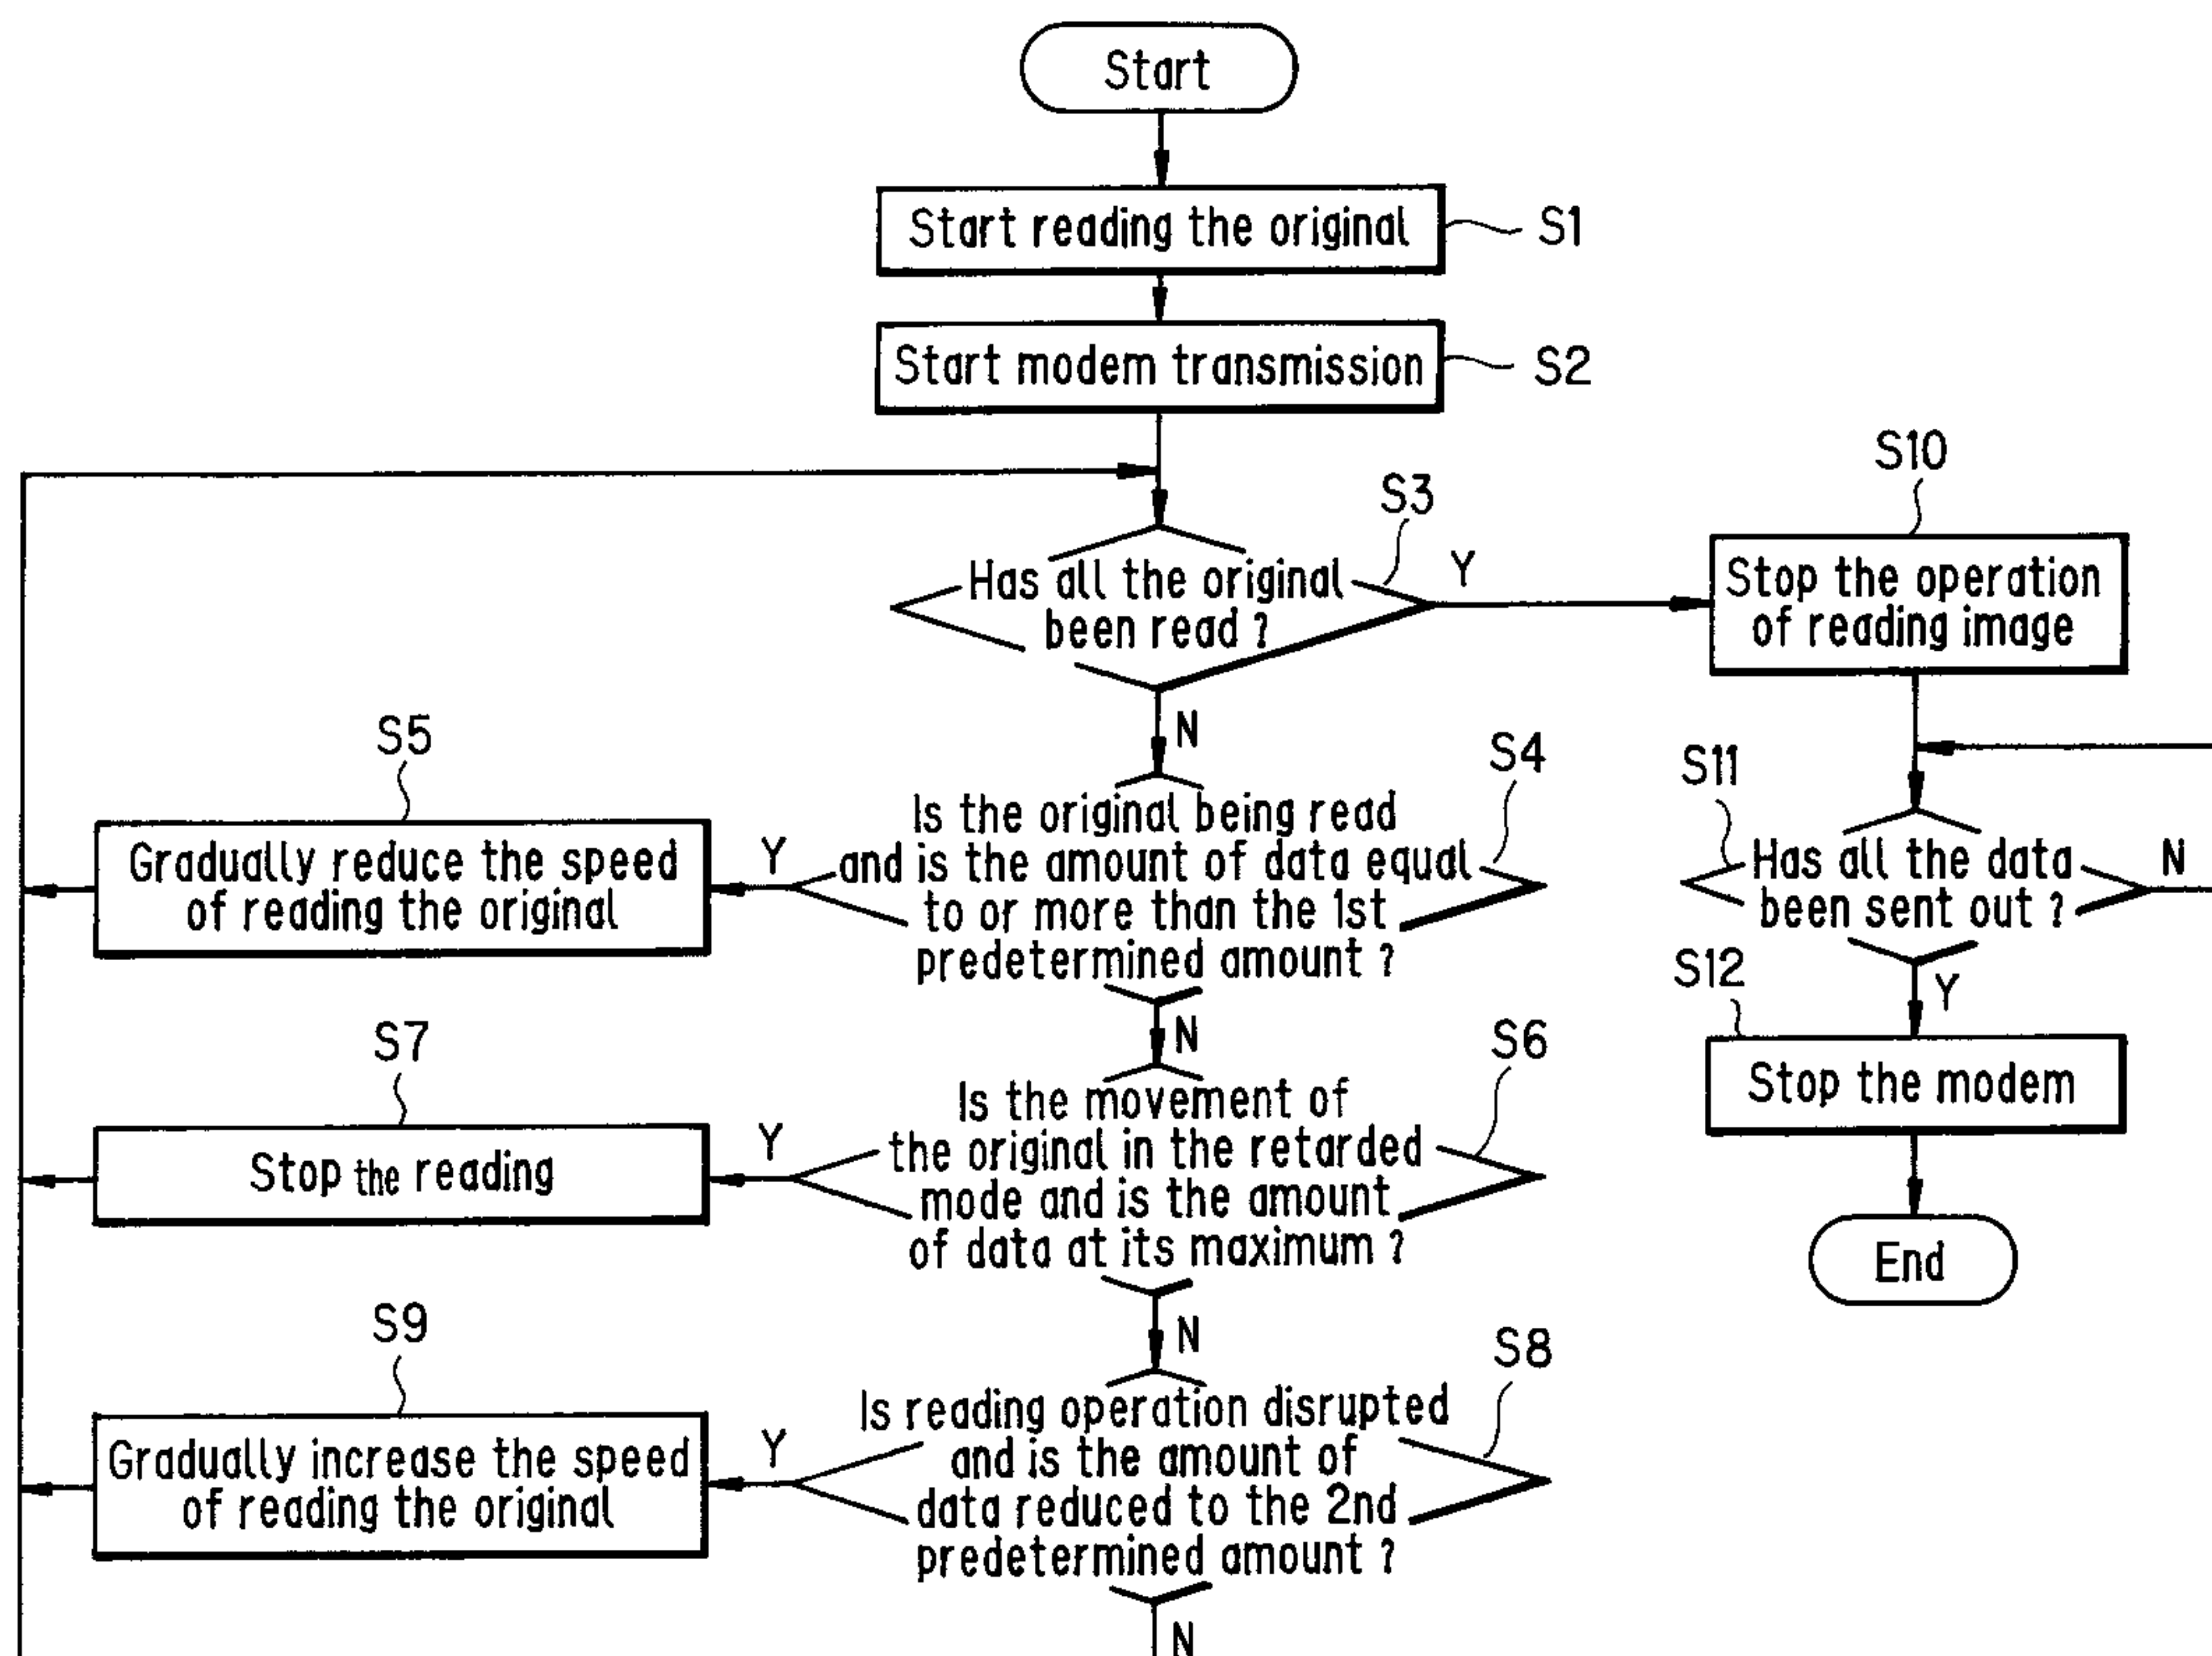 Start
Start reading the original
S1
Start modem transmission
S2
S3
Has all the original
been read ?
Y
N
S10
Stop the operation
of reading image
S5
Gradually reduce the speed
of reading the original
Y
S4
Is the original being read
and is the amount of data equal
to or more than the 1st
predetermined amount ?
N
S11
Has all the data
been sent out ?
N
Y
S12
Stop the modem
End
S7
Stop the reading
Y
S6
Is the movement of
the original in the retarded
mode and is the amount
of data at its maximum ?
N
S9
Gradually increase the speed
of reading the original
Y
S8
Is reading operation disrupted
and is the amount of
data reduced to the 2nd
predetermined amount ?
N